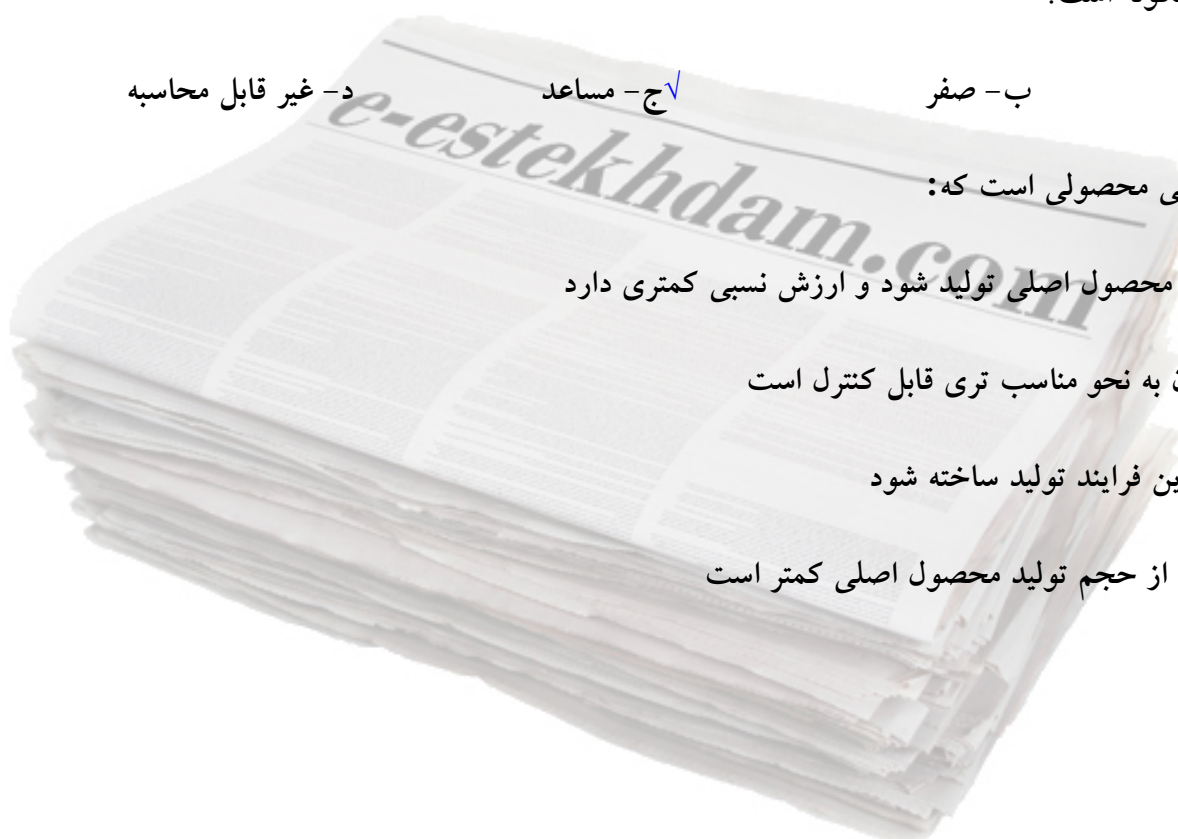 ب- صفر √ج- مساعد د- غیر قابل محاسبه
e-estekhdam.com
محصولی است که:
محصول اصلی تولید شود و ارزش نسبی کمتری دارد
به نحو مناسب تری قابل کنترل است
فرایند تولید ساخته شود
از حجم تولید محصول اصلی کمتر است